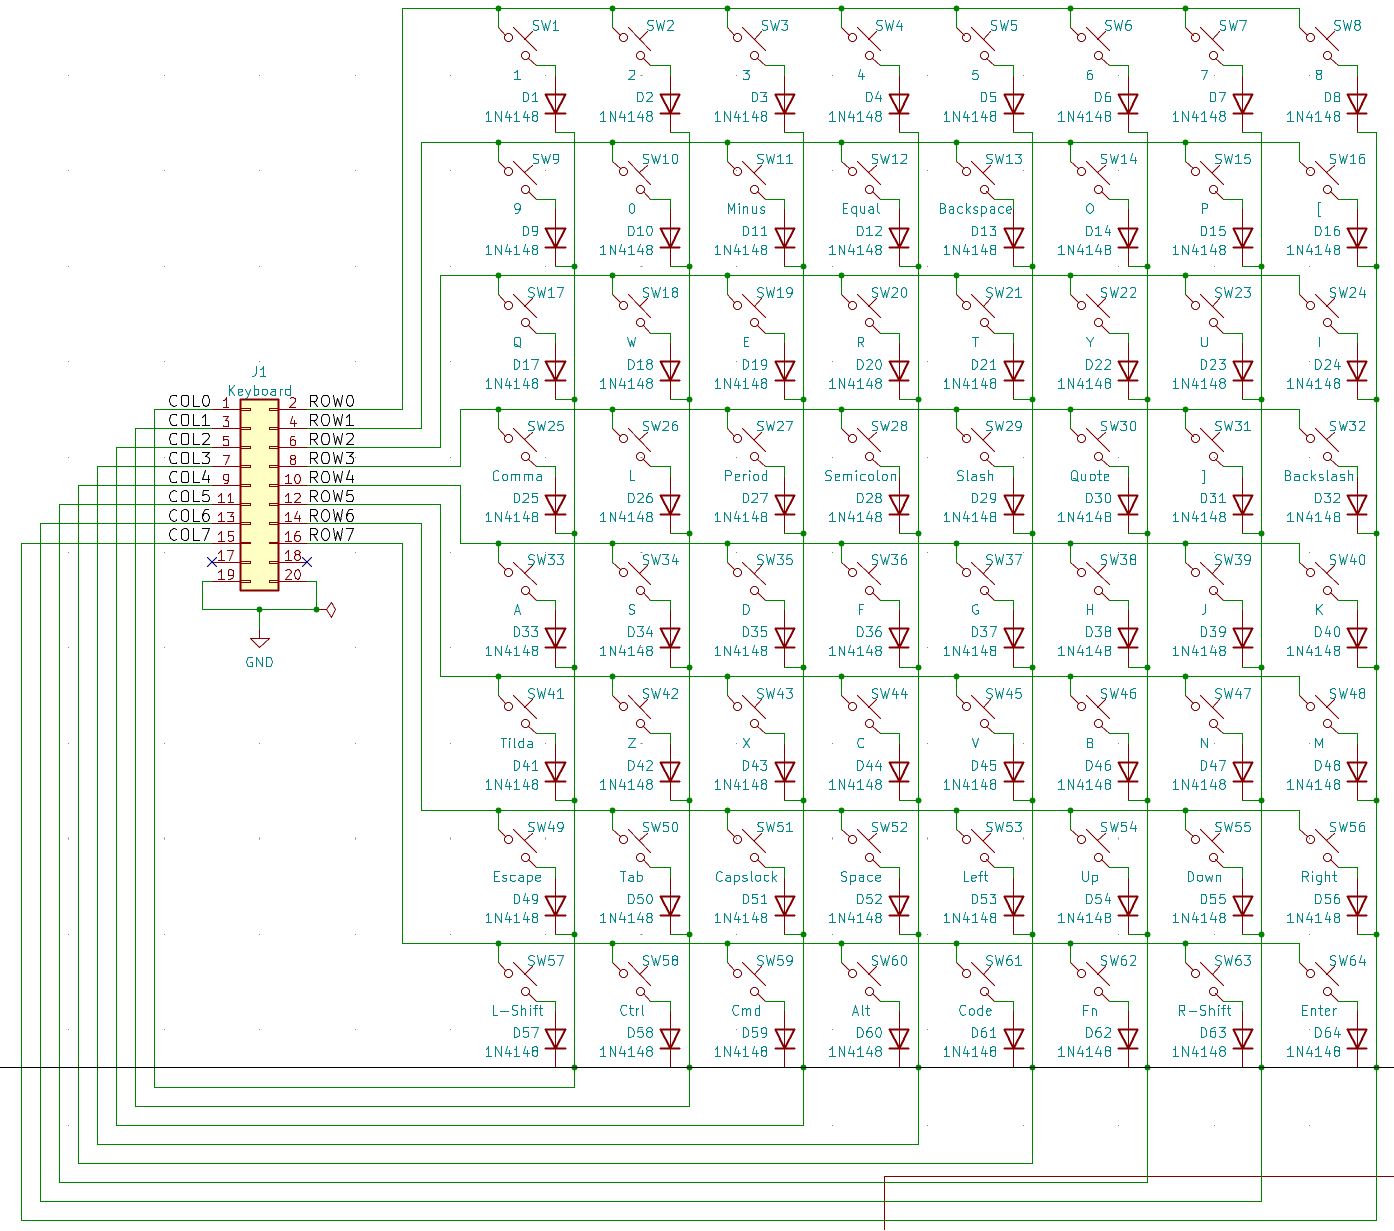 SW1 SW2 SW3 SW4 SW5 SW6 SW7 SW8
1 2 3 4 5 6 7 8
D1 D2 D3 D4 D5 D6 D7 D8
1N4148 1N4148 1N4148 1N4148 1N4148 1N4148 1N4148 1N4148
SW9 SW10 SW11 SW12 SW13 SW14 SW15 SW16
9 0 Minus Equal Backspace O P [
D9 D10 D11 D12 D13 D14 D15 D16
1N4148 1N4148 1N4148 1N4148 1N4148 1N4148 1N4148 1N4148
SW17 SW18 SW19 SW20 SW21 SW22 SW23 SW24
Q W E R T Y U I
D17 D18 D19 D20 D21 D22 D23 D24
1N4148 1N4148 1N4148 1N4148 1N4148 1N4148 1N4148 1N4148
J1
Keyboard
COL0 1 2 ROW0
COL1 3 4 ROW1
COL2 5 6 ROW2
COL3 7 8 ROW3
COL4 9 10 ROW4
COL5 11 12 ROW5
COL6 13 14 ROW6
COL7 15 16 ROW7
17 18
19 20
GND
SW25 SW26 SW27 SW28 SW29 SW30 SW31 SW32
Comma L Period Semicolon Slash Quote ] Backslash
D25 D26 D27 D28 D29 D30 D31 D32
1N4148 1N4148 1N4148 1N4148 1N4148 1N4148 1N4148 1N4148
SW33 SW34 SW35 SW36 SW37 SW38 SW39 SW40
A S D F G H J K
D33 D34 D35 D36 D37 D38 D39 D40
1N4148 1N4148 1N4148 1N4148 1N4148 1N4148 1N4148 1N4148
SW41 SW42 SW43 SW44 SW45 SW46 SW47 SW48
Tilda Z X C V B N M
D41 D42 D43 D44 D45 D46 D47 D48
1N4148 1N4148 1N4148 1N4148 1N4148 1N4148 1N4148 1N4148
SW49 SW50 SW51 SW52 SW53 SW54 SW55 SW56
Escape Tab Capslock Space Left Up Down Right
D49 D50 D51 D52 D53 D54 D55 D56
1N4148 1N4148 1N4148 1N4148 1N4148 1N4148 1N4148 1N4148
SW57 SW58 SW59 SW60 SW61 SW62 SW63 SW64
L-Shift Ctrl Cmd Alt Code Fn R-Shift Enter
D57 D58 D59 D60 D61 D62 D63 D64
1N4148 1N4148 1N4148 1N4148 1N4148 1N4148 1N4148 1N4148